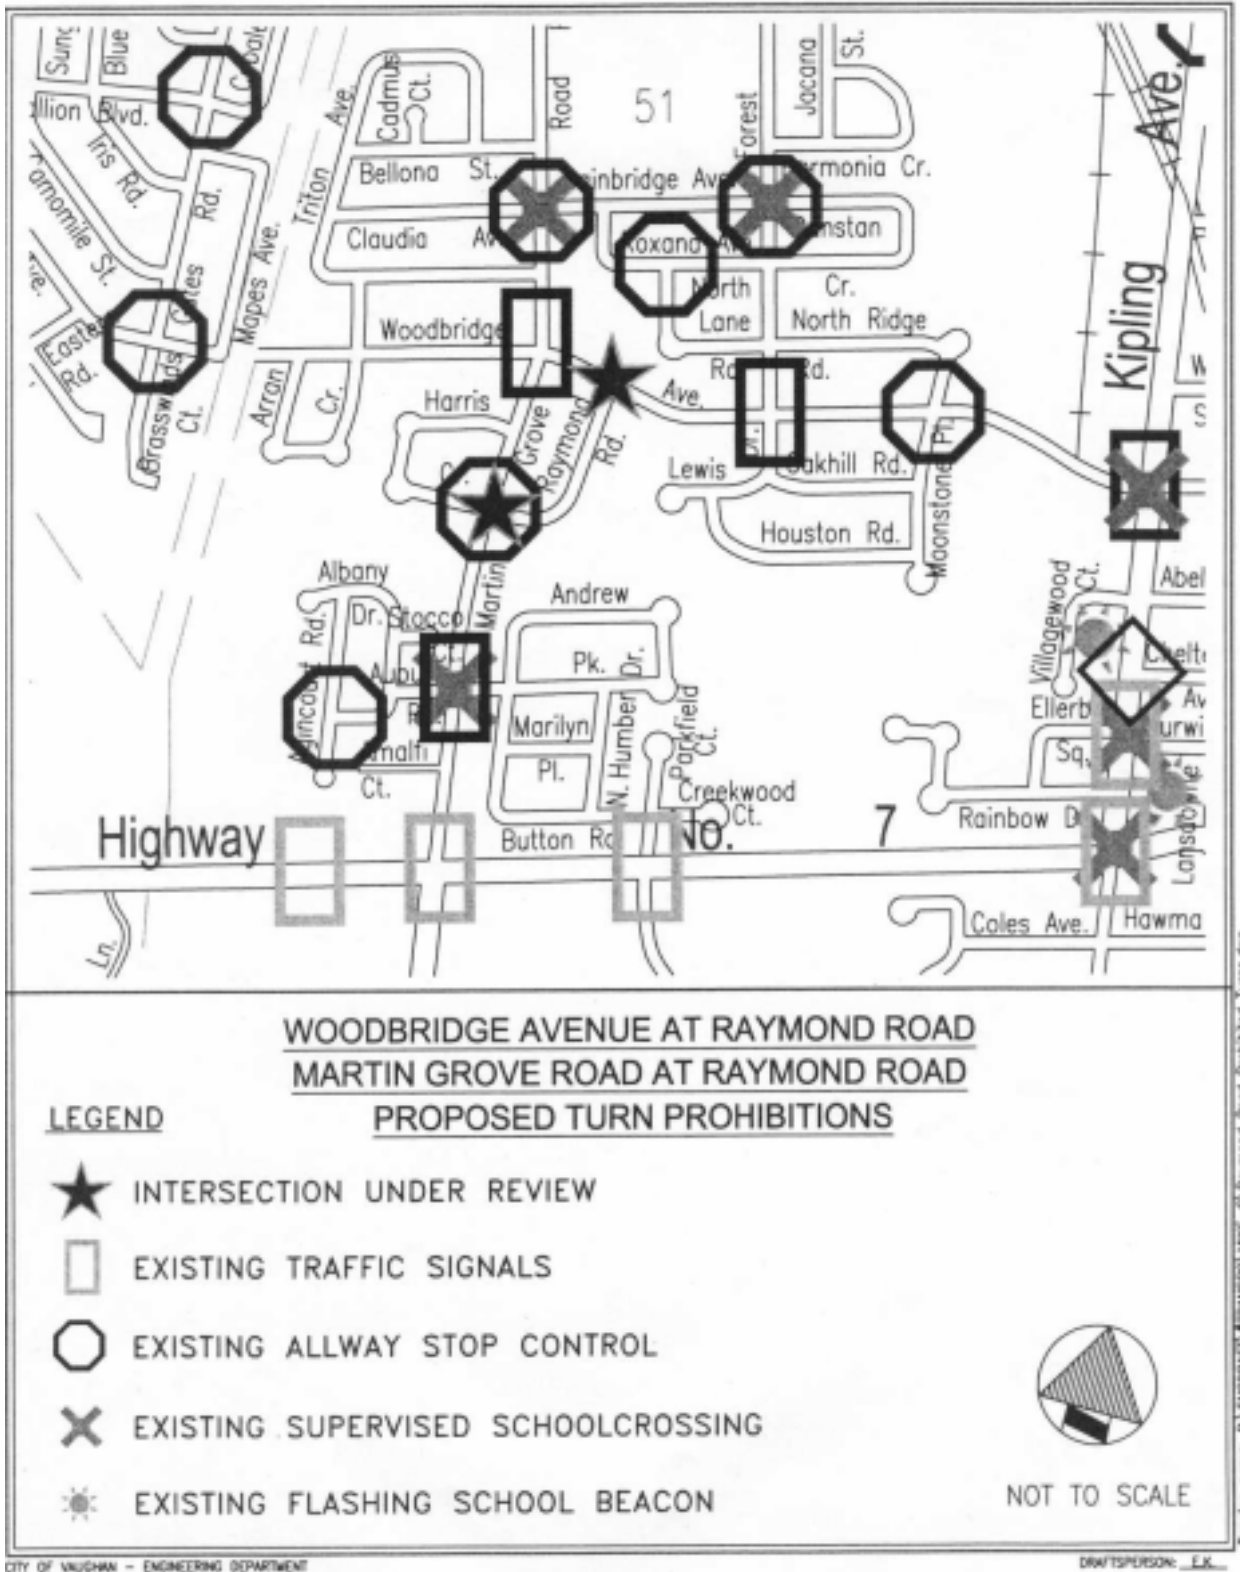 Blue
51
Road
Forest
Jacana
St.
Ave.
Cadmus
Ct.
Blvd.
Iris Rd.
Rd.
Triton
Ave.
Bellona St.
Claudia
Mapes Ave.
Woodbridge
North
Lane
Cr.
North Ridge
Rd.
Kipling
Arran
Cr.
Ct.
Harris
Grove
Raymond
Rd.
Ave.
Pl.
Lewis
Oakhill Rd.
Houston Rd.
Moonstone
Albany
Dr.
Stocco
Rd.
Martin
Andrew
Pk.
Dr.
Marilyn
Pl.
N. Humber
Parkfield
Ct.
Creekwood
Ct.
Ct.
Villagewood
Ct.
Sq.
Rainbow
Highway
No.
7
Button
Ln.
Coles Ave.
WOODBRIDGE AVENUE AT RAYMOND ROAD
MARTIN GROVE ROAD AT RAYMOND ROAD
PROPOSED TURN PROHIBITIONS
LEGEND
INTERSECTION UNDER REVIEW
EXISTING TRAFFIC SIGNALS
EXISTING ALLWAY STOP CONTROL
EXISTING SUPERVISED SCHOOLCROSSING
EXISTING FLASHING SCHOOL BEACON
NOT TO SCALE
CITY OF VAUGHAN - ENGINEERING DEPARTMENT
DRAFTSPERSON: E.K.